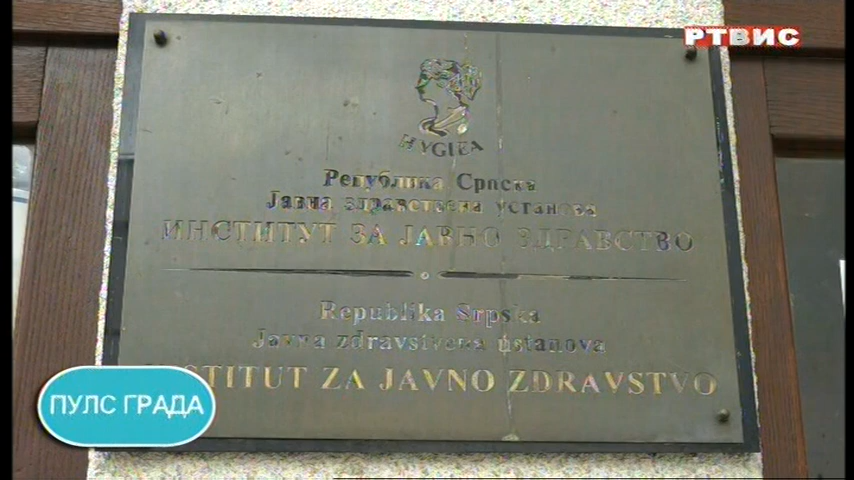 РТВИС
HYGIEA
Република Српска
Јавна здравствена установа
ИНСТИТУТ ЗА ЈАВНО ЗДРАВСТВО
Republika Srpska
Javna zdravstvena ustanova
STITUT ZA JAVNO ZDRAVSTVO
ПУЛС ГРАДА